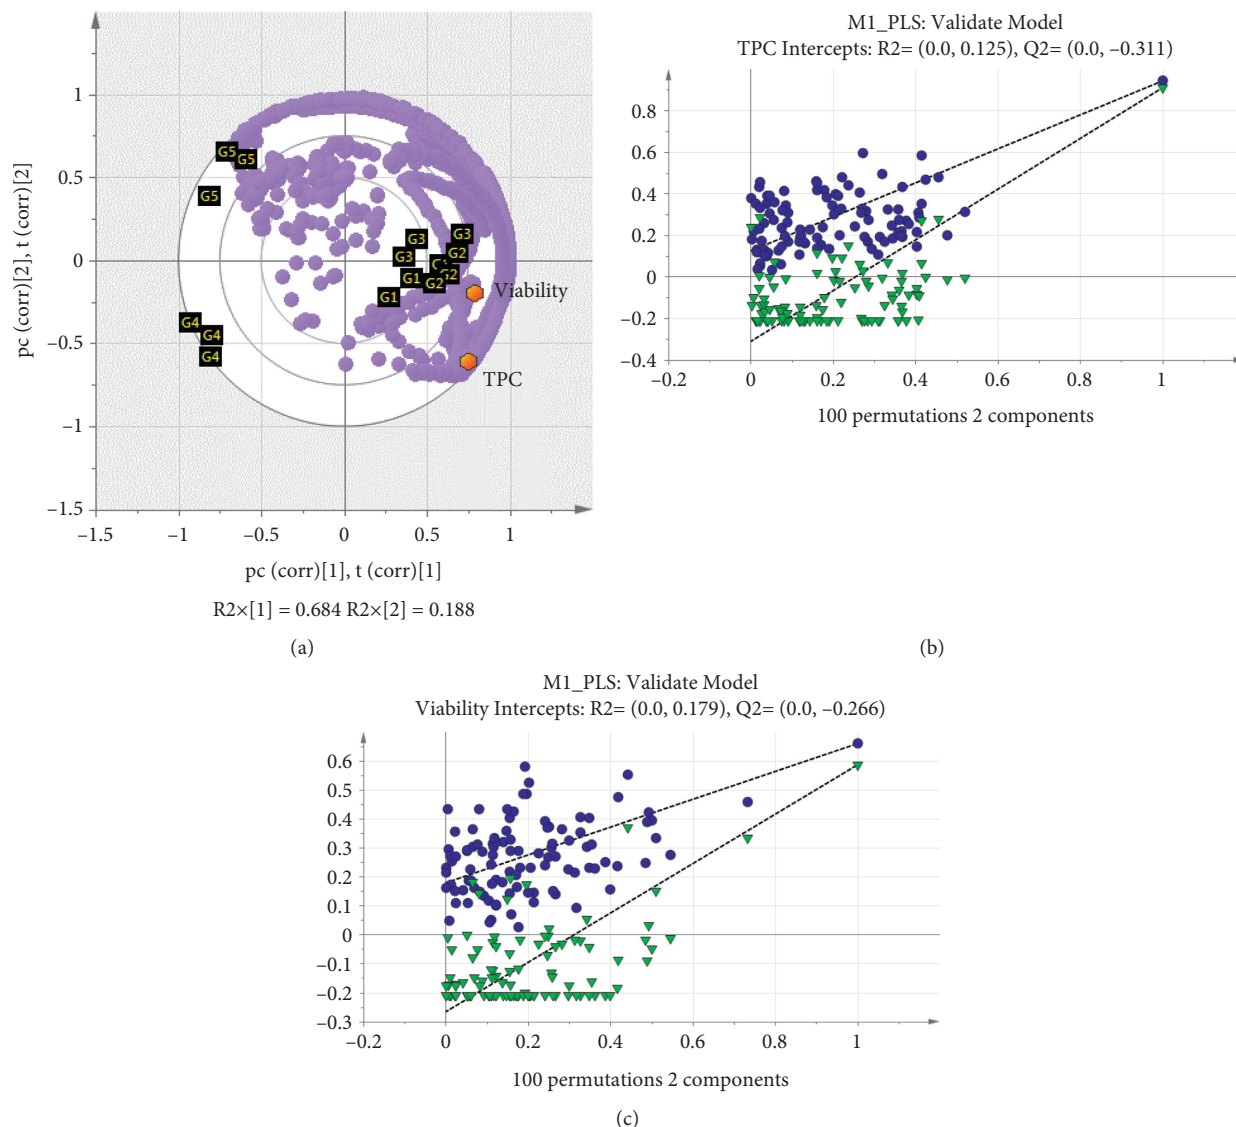 pc (corr)[2], t (corr)[2]
1
0.5
0
−0.5
−1
−1.5
−1.5
−1
−0.5
0
0.5
1
G5
G5
G5
G3
G3
G3
G2
G1
G2
G2
G1
G4
G4
G4
Viability
TPC
pc (corr)[1], t (corr)[1]
R2×[1] = 0.684 R2×[2] = 0.188
(a)
M1_PLS: Validate Model
TPC Intercepts: R2= (0.0, 0.125), Q2= (0.0, −0.311)
0.8
0.6
0.4
0.2
0
−0.2
−0.4
−0.2
0
0.2
0.4
0.6
0.8
1
100 permutations 2 components
(b)
M1_PLS: Validate Model
Viability Intercepts: R2= (0.0, 0.179), Q2= (0.0, −0.266)
0.6
0.5
0.4
0.3
0.2
0.1
0
−0.1
−0.2
−0.3
−0.2
0
0.2
0.4
0.6
0.8
1
100 permutations 2 components
(c)